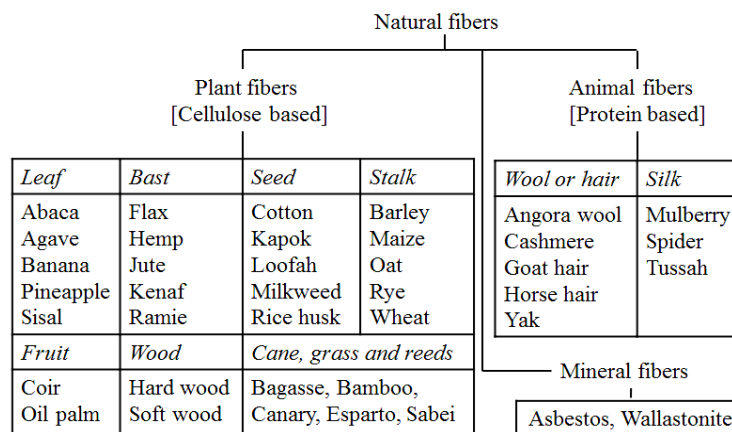 Natural fibers
Plant fibers
[Cellulose based]
Animal fibers
[Protein based]
Leaf Bast Seed Stalk
Abaca Flax Cotton Barley
Agave Hemp Kapok Maize
Banana Jute Loofah Oat
Pineapple Kenaf Milkweed Rye
Sisal Ramie Rice husk Wheat
Fruit Wood Cane, grass and reeds
Coir Hard wood Bagasse, Bamboo,
Oil palm Soft wood Canary, Esparto, Sabei
Wool or hair Silk
Angora wool Mulberry
Cashmere Spider
Goat hair Tussah
Horse hair
Yak
Mineral fibers
Asbestos, Wallastonite